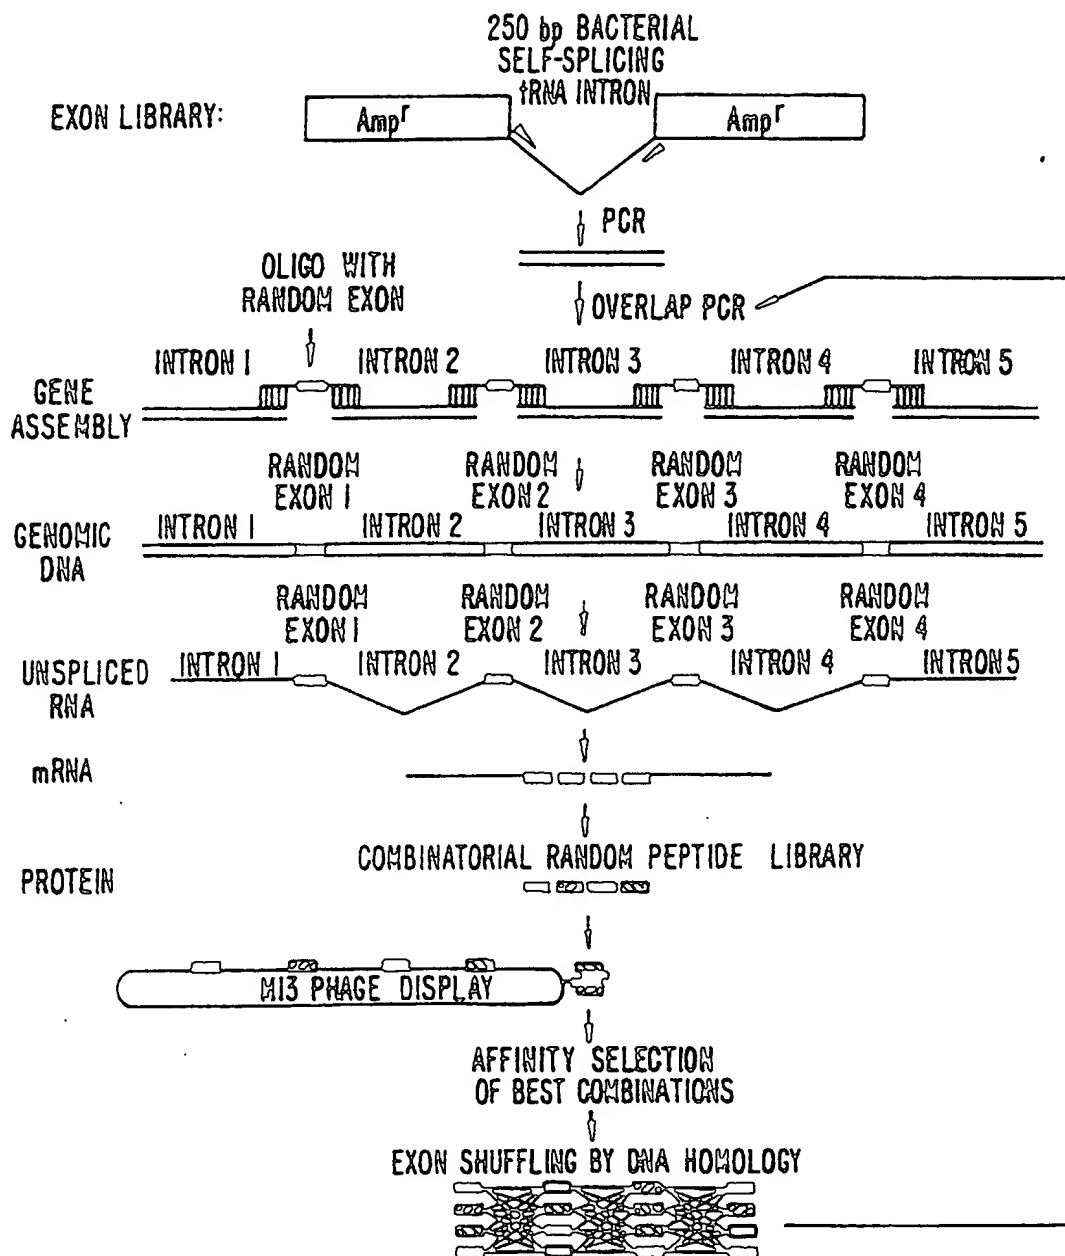 250 bp BACTERIAL
SELF-SPLICING
tRNA INTRON
EXON LIBRARY:
Ampʳ
Ampʳ
PCR
OLIGO WITH
RANDOM EXON
OVERLAP PCR
INTRON 1
INTRON 2
INTRON 3
INTRON 4
INTRON 5
GENE
ASSEMBLY
RANDOM
EXON 1
RANDOM
EXON 2
RANDOM
EXON 3
RANDOM
EXON 4
INTRON 1
INTRON 2
INTRON 3
INTRON 4
INTRON 5
GENOMIC
DNA
RANDOM
EXON 1
RANDOM
EXON 2
RANDOM
EXON 3
RANDOM
EXON 4
INTRON 1
INTRON 2
INTRON 3
INTRON 4
INTRON 5
UNSPLICED
RNA
mRNA
COMBINATORIAL RANDOM PEPTIDE LIBRARY
PROTEIN
M13 PHAGE DISPLAY
AFFINITY SELECTION
OF BEST COMBINATIONS
EXON SHUFFLING BY DNA HOMOLOGY